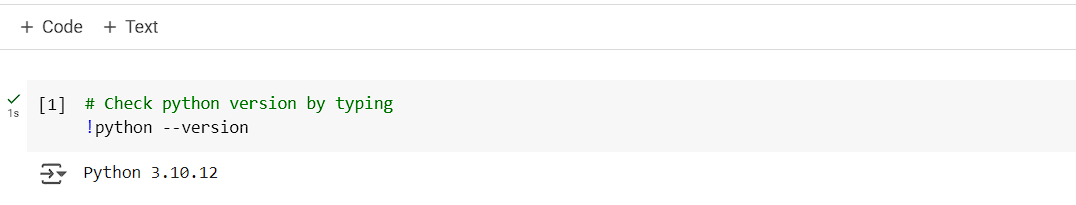 + Code + Text
[1] # Check python version by typing
1s
!python --version
Python 3.10.12